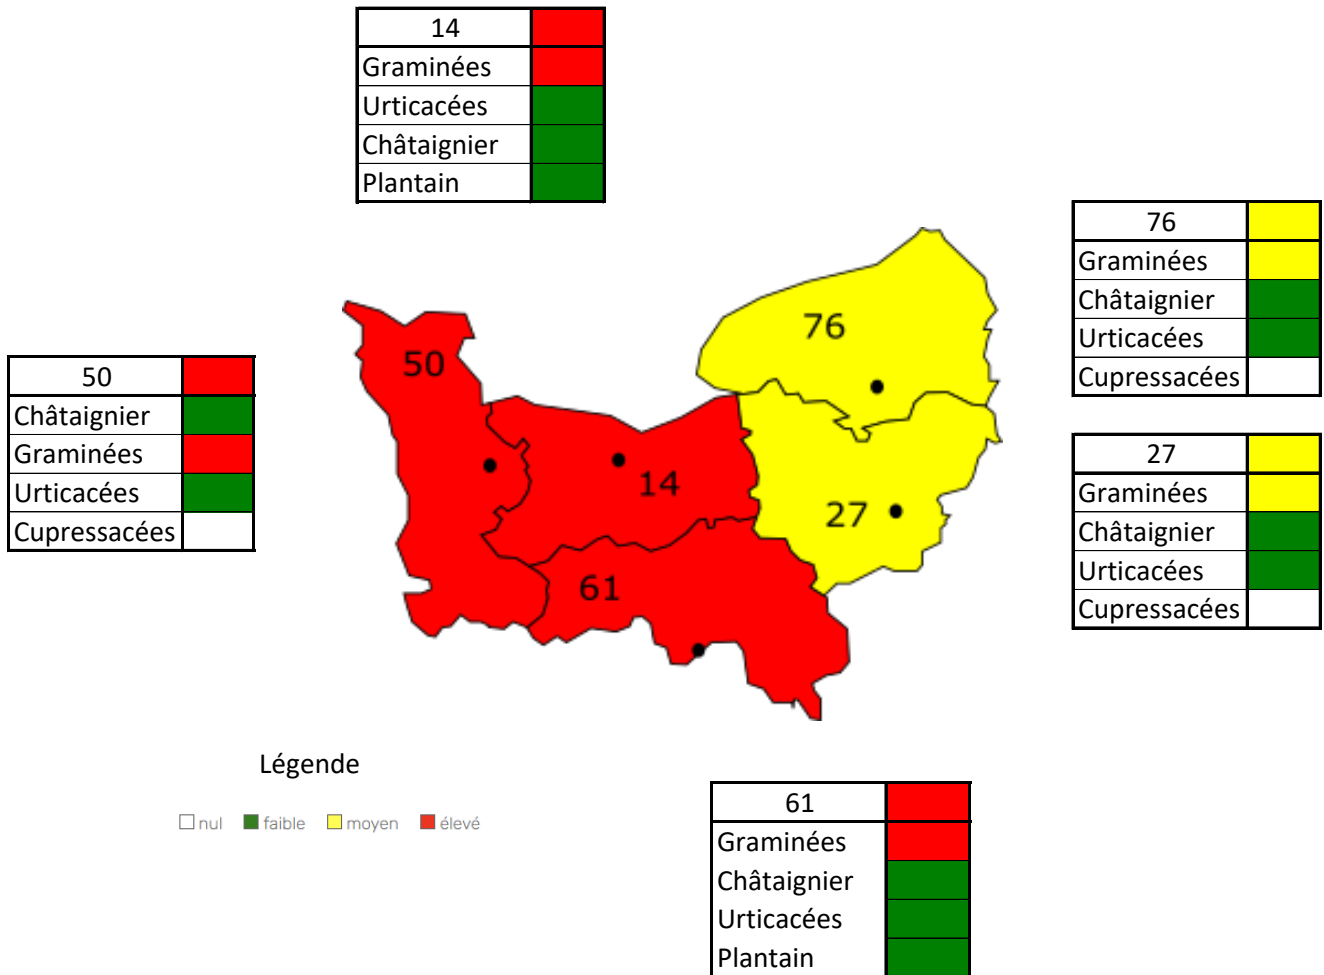 14
Graminées
Urticacées
Châtaignier
Plantain
76
Graminées
Châtaignier
Urticacées
Cupressacées
50
Châtaignier
Graminées
Urticacées
Cupressacées
76
50
14
27
61
27
Graminées
Châtaignier
Urticacées
Cupressacées
Légende
nul faible moyen élevé
61
Graminées
Châtaignier
Urticacées
Plantain